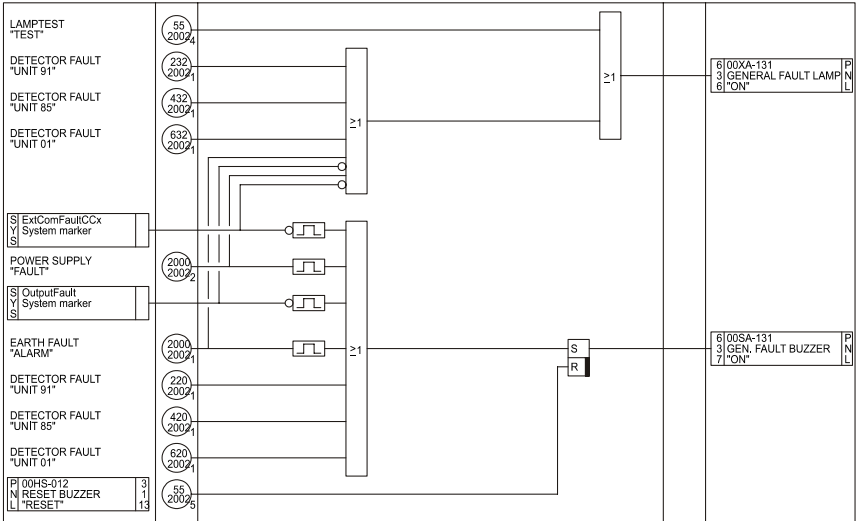 LAMPTEST
"TEST"
55
2002 4
DETECTOR FAULT
"UNIT 91"
232
2002 1
DETECTOR FAULT
"UNIT 85"
432
2002 1
DETECTOR FAULT
"UNIT 01"
632
2002 1
≥1
≥1
6 00XA-131 P
3 GENERAL FAULT LAMP N
6 "ON" L
S ExtComFaultCCx
Y System marker
S
POWER SUPPLY
"FAULT"
2000
2002 2
S OutputFault
Y System marker
S
EARTH FAULT
"ALARM"
2000
2002 1
≥1
S
R
6 00SA-131 P
3 GEN. FAULT BUZZER N
7 "ON" L
DETECTOR FAULT
"UNIT 91"
220
2002 1
DETECTOR FAULT
"UNIT 85"
420
2002 1
DETECTOR FAULT
"UNIT 01"
620
2002 1
P 00HS-012 3
N RESET BUZZER 1
L "RESET" 13
55
2002 5